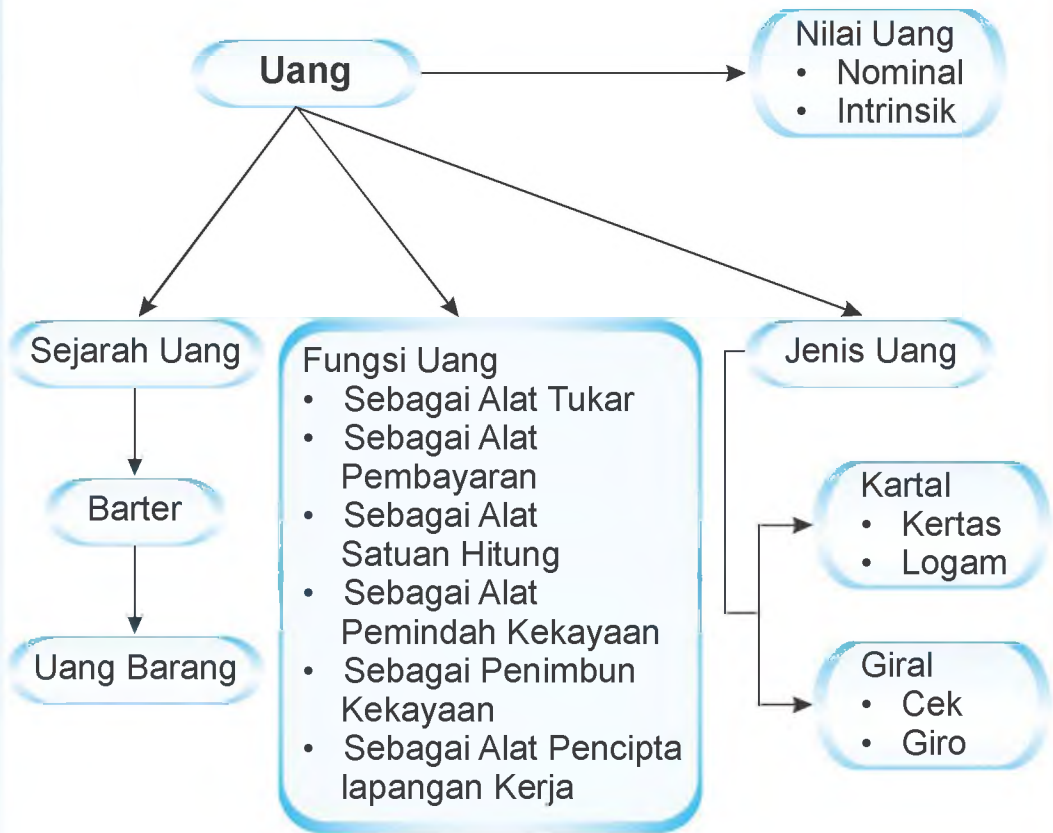 Uang
Nilai Uang
• Nominal
• Intrinsik
Sejarah Uang
Barter
Uang Barang
Fungsi Uang
• Sebagai Alat Tukar
• Sebagai Alat
Pembayaran
• Sebagai Alat
Satuan Hitung
• Sebagai Alat
Pemindah Kekayaan
• Sebagai Penimbun
Kekayaan
• Sebagai Alat Pencipta
lapangan Kerja
Jenis Uang
Kartal
• Kertas
• Logam
Giral
• Cek
• Giro